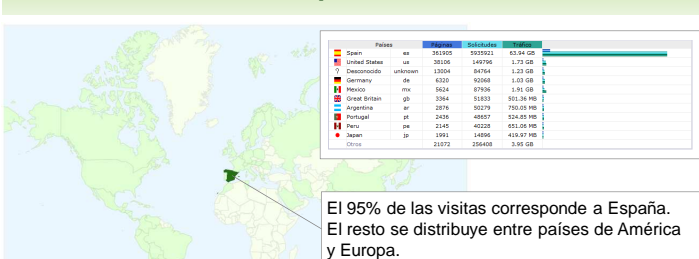 Países Páginas Solicitudes Tráfico
Spain es 361905 5935921 63.94 GB
United States us 38106 149796 1.73 GB
? Desconocido unknown 13004 84764 1.23 GB
Germany de 6320 92068 1.03 GB
Mexico mx 5624 87936 1.91 GB
Great Britain gb 3364 51833 501.36 MB
Argentina ar 2876 50279 750.05 MB
Portugal pt 2436 48657 524.85 MB
Peru pe 2145 40228 651.06 MB
Japan jp 1991 14896 419.97 MB
Otros 21072 256408 3.95 GB
El 95% de las visitas corresponde a España.
El resto se distribuye entre países de América
y Europa.